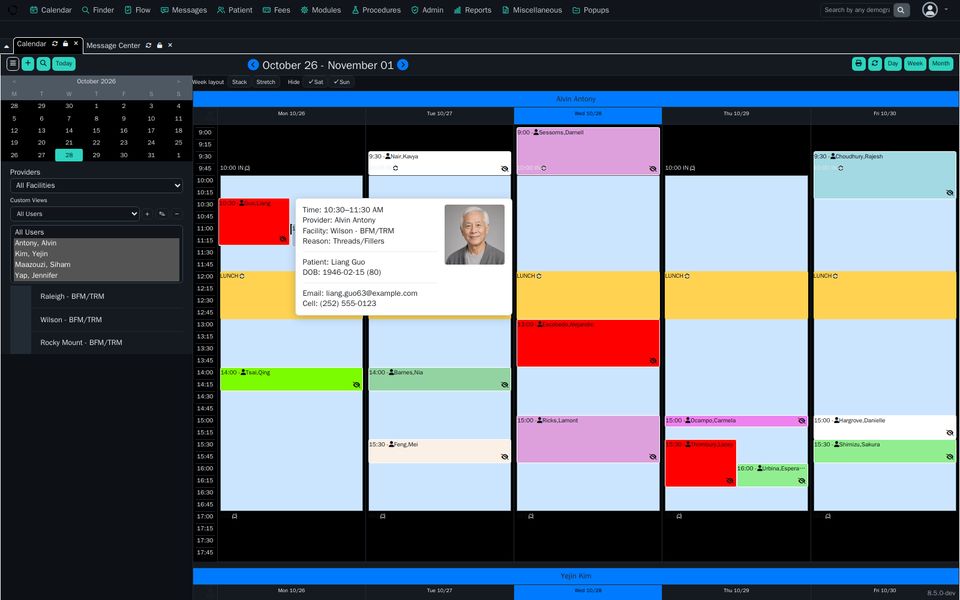 Calendar Finder Flow Messages Patient Fees Modules Procedures Admin Reports Miscellaneous Popups Search by any demogra
Calendar Message Center
Today October 26 - November 01 Day Week Month
October 2026
Week layout Stack Stretch Hide Sat Sun
M T W T F S S
28 29 30 1 2 3 4
5 6 7 8 9 10 11
12 13 14 15 16 17 18
19 20 21 22 23 24 25
26 27 28 29 30 31 1
Providers
All Facilities
Custom Views
All Users
All Users
Antony, Alvin
Kim, Yejin
Maazouzi, Siham
Yap, Jennifer
Raleigh - BFM/TRM
Wilson - BFM/TRM
Rocky Mount - BFM/TRM
Alvin Antony
Mon 10/26 Tue 10/27 Wed 10/28 Thu 10/29 Fri 10/30
9:00
9:15
9:30
9:45
10:00
10:15
10:30
10:45
11:00
11:15
11:30
11:45
12:00
12:15
12:30
12:45
13:00
13:15
13:30
13:45
14:00
14:15
14:30
14:45
15:00
15:15
15:30
15:45
16:00
16:15
16:30
16:45
17:00
17:15
17:30
17:45
10:00 IN
10:30 - Guo,Liang
LUNCH
14:00 - Tsai,Qing
9:30 - Nair,Kavya
14:00 - Barnes,Nia
15:30 - Feng,Mei
9:00 - Sessoms,Darnell
LUNCH
13:00 - Escobedo,Alejandro
15:00 - Ricks,Lamont
10:00 IN
LUNCH
15:00 - Ocampo,Carmela
16:00 - Urbina,Espera···
9:30 - Choudhury,Rajesh
LUNCH
15:00 - Hargrove,Danielle
15:30 - Shimizu,Sakura
Time: 10:30–11:30 AM
Provider: Alvin Antony
Facility: Wilson - BFM/TRM
Reason: Threads/Fillers
Patient: Liang Guo
DOB: 1946-02-15 (80)
Email: liang.guo63@example.com
Cell: (252) 555-0123
Yejin Kim
Mon 10/26 Tue 10/27 Wed 10/28 Thu 10/29 Fri 10/30
8.5.0-dev